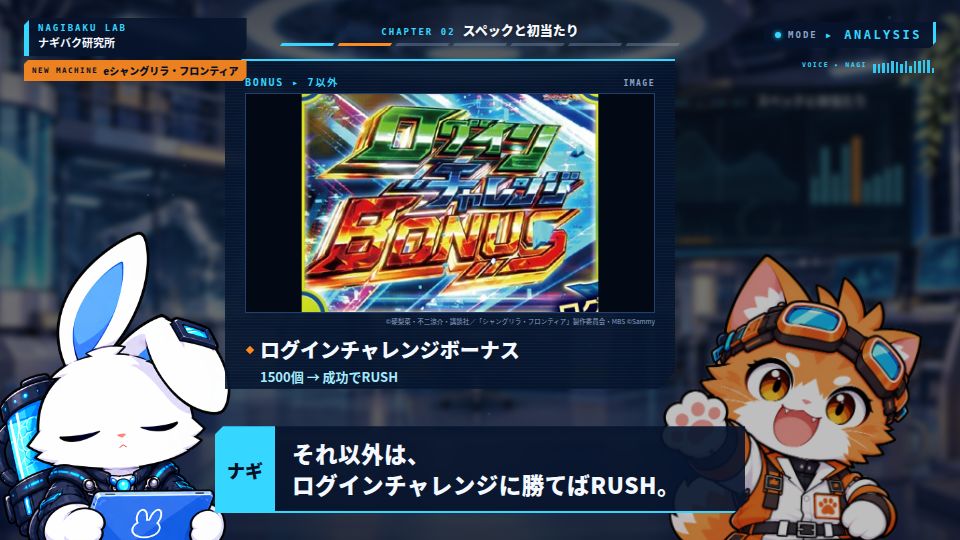 NAGIBAKU LAB
ナギバク研究所
NEW MACHINE eシャングリラ・フロンティア
CHAPTER 02 スペックと初当たり
MODE ▸ ANALYSIS
VOICE ▸ NAGI
BONUS ▸ 7以外
IMAGE
ログイン
チャレンジ
BONUS
©硬梨菜・不二涼介・講談社／「シャングリラ・フロンティア」製作委員会・MBS ©Sammy
ログインチャレンジボーナス
1500個 → 成功でRUSH
ナギ
それ以外は、
ログインチャレンジに勝てばRUSH。